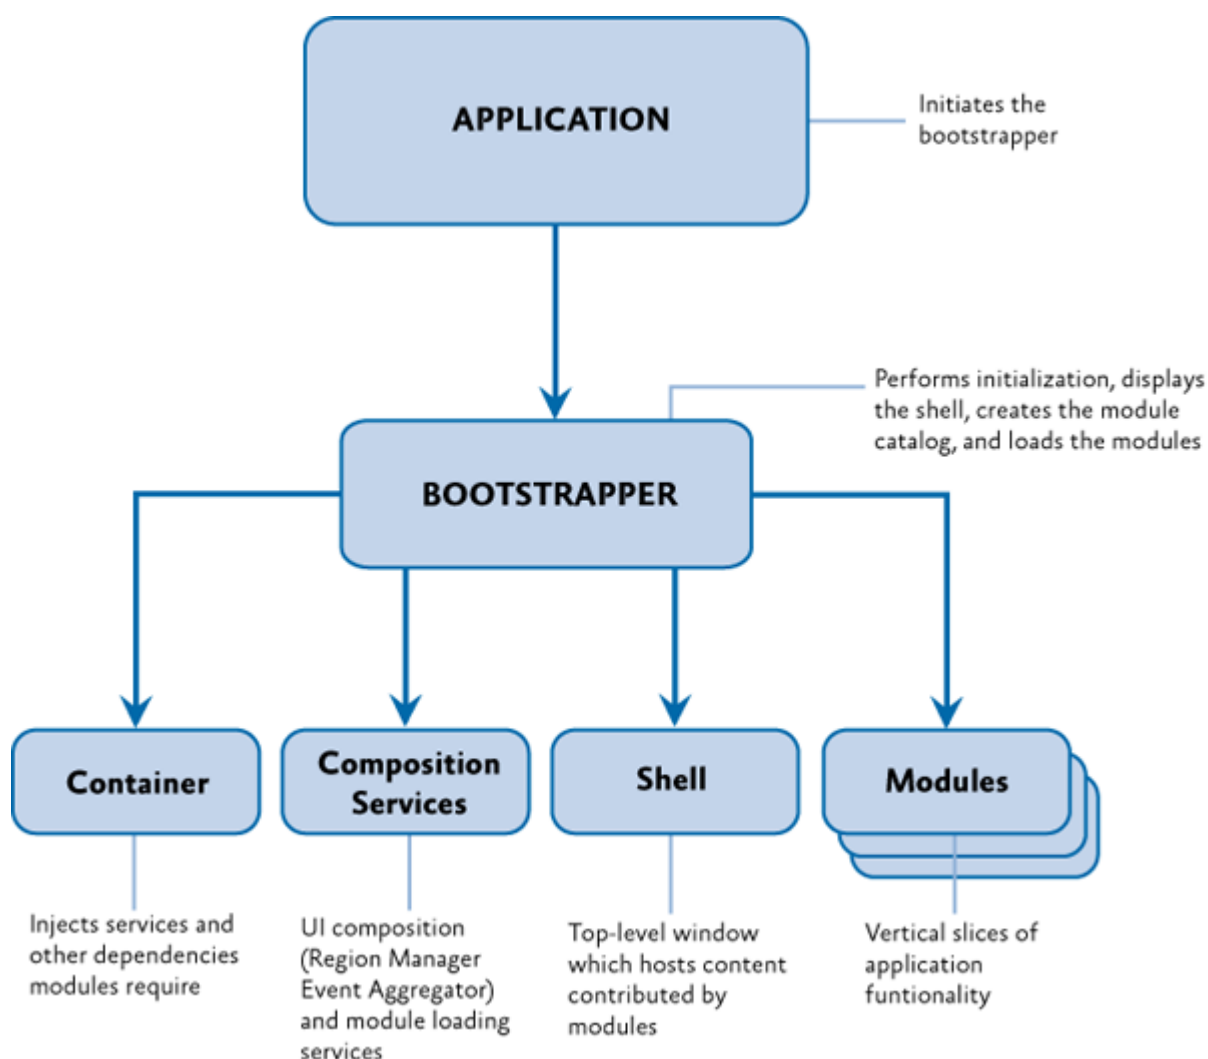 APPLICATION
Initiates the
bootstrapper
Performs initialization, displays
the shell, creates the module
catalog, and loads the modules
BOOTSTRAPPER
Container
Composition
Services
Shell
Modules
Injects services and
other dependencies
modules require
UI composition
(Region Manager
Event Aggregator)
and module loading
services
Top-level window
which hosts content
contributed by
modules
Vertical slices of
application
funtionality